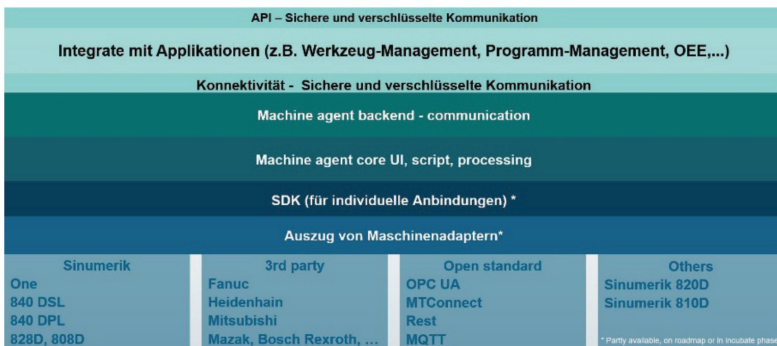 API – Sichere und verschlüsselte Kommunikation
Integrate mit Applikationen (z.B. Werkzeug-Management, Programm-Management, OEE,...)
Konnektivität - Sichere und verschlüsselte Kommunikation
Machine agent backend - communication
Machine agent core UI, script, processing
SDK (für individuelle Anbindungen) *
Auszug von Maschinenadaptern*
Sinumerik
One
840 DSL
840 DPL
828D, 808D
3rd party
Fanuc
Heidenhain
Mitsubishi
Mazak, Bosch Rexroth, ...
Open standard
OPC UA
MTConnect
Rest
MQTT
Others
Sinumerik 820D
Sinumerik 810D
* Partly available, on roadmap or in incubate phase